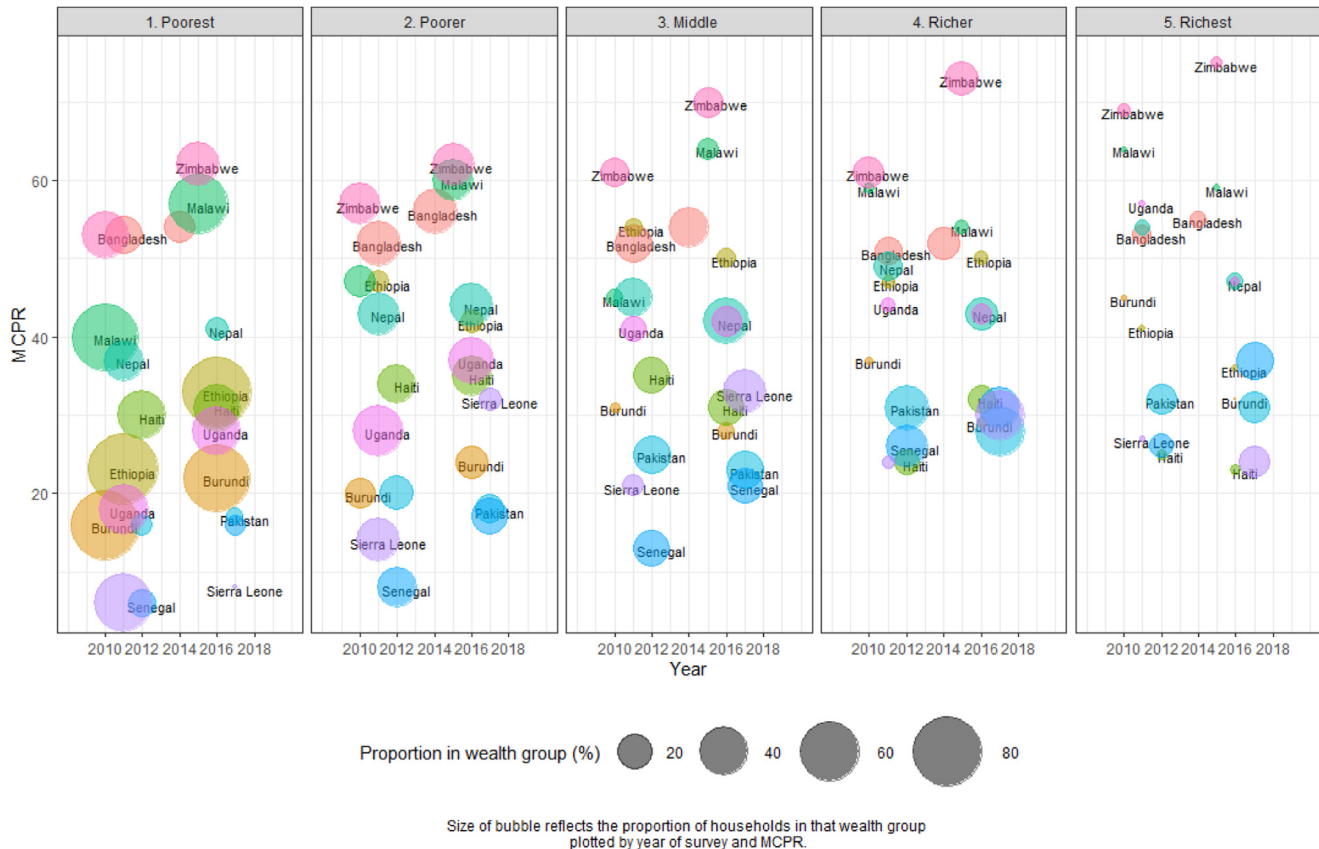 1. Poorest
2. Poorer
3. Middle
4. Richer
5. Richest
MCPR
60
40
20
Zimbabwe
Malawi
Bangladesh
Malawi
Nepal
Nepal
Ethiopia
Haiti
Haiti
Uganda
Ethiopia
Burundi
Uganda
Burundi
Pakistan
Sierra Leone
Senegal
Zimbabwe
Malawi
Zimbabwe
Bangladesh
Bangladesh
Ethiopia
Nepal
Nepal
Ethiopia
Uganda
Haiti
Haiti
Sierra Leone
Uganda
Burundi
Burundi
Pakistan
Sierra Leone
Senegal
Zimbabwe
Malawi
Zimbabwe
Ethiopia
Bangladesh
Ethiopia
Malawi
Uganda
Nepal
Haiti
Sierra Leone
Burundi
Haiti
Burundi
Pakistan
Pakistan
Sierra Leone
Senegal
Senegal
Zimbabwe
Zimbabwe
Malawi
Malawi
Bangladesh
Ethiopia
Nepal
Ethiopia
Uganda
Nepal
Burundi
Haiti
Pakistan
Burundi
Senegal
Haiti
Zimbabwe
Zimbabwe
Malawi
Malawi
Uganda
Bangladesh
Bangladesh
Nepal
Burundi
Ethiopia
Ethiopia
Pakistan
Burundi
Sierra Leone
Haiti
Haiti
2010 2012 2014 2016 2018
2010 2012 2014 2016 2018
2010 2012 2014 2016 2018
2010 2012 2014 2016 2018
2010 2012 2014 2016 2018
Year
Proportion in wealth group (%) 20 40 60 80
Size of bubble reflects the proportion of households in that wealth group
plotted by year of survey and MCPR.